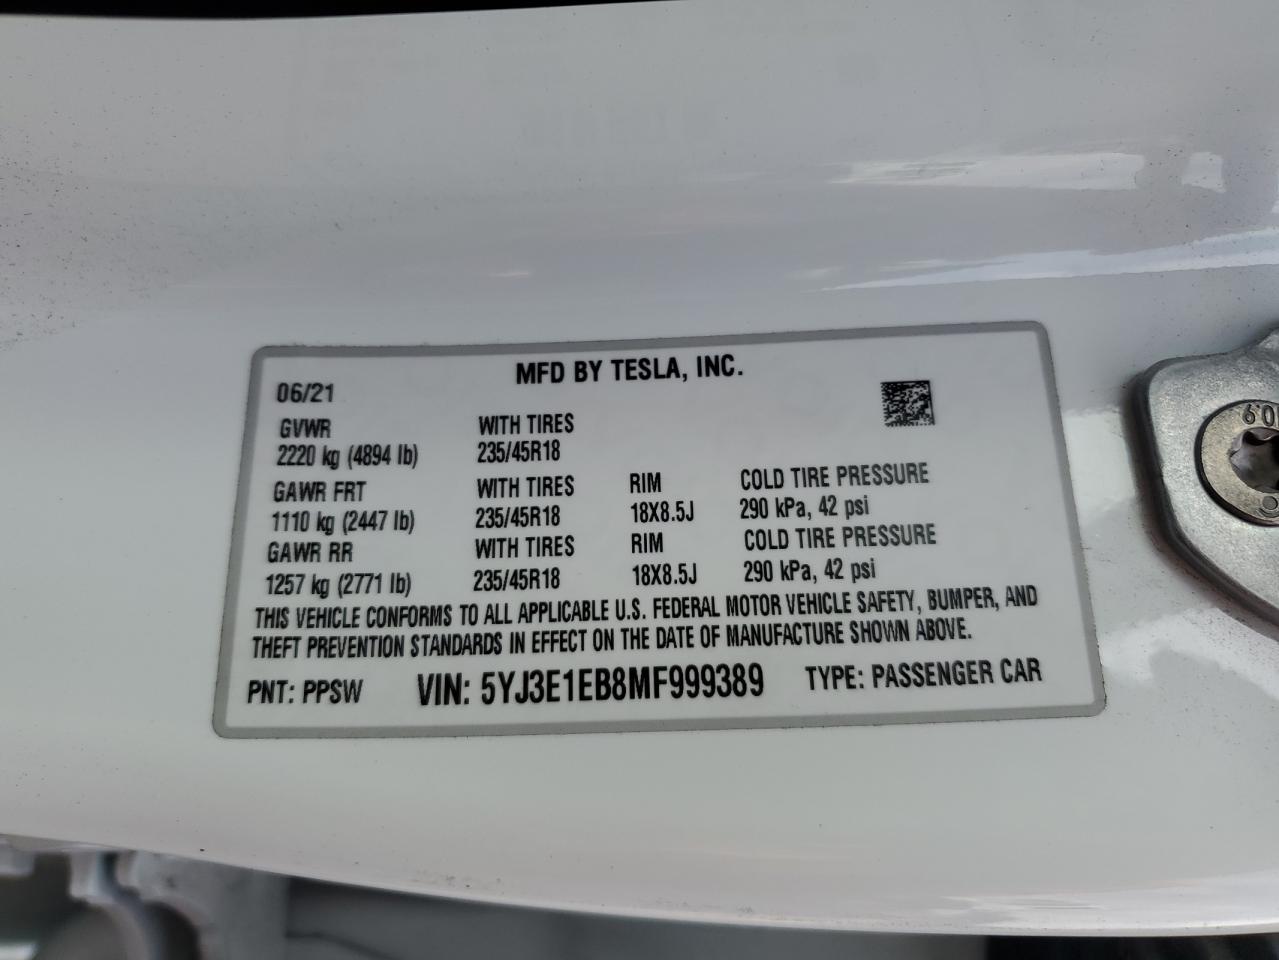 MFD BY TESLA, INC.
06/21
GVWR WITH TIRES
2220 kg (4894 lb) 235/45R18
GAWR FRT WITH TIRES RIM COLD TIRE PRESSURE
1110 kg (2447 lb) 235/45R18 18X8.5J 290 kPa, 42 psi
GAWR RR WITH TIRES RIM COLD TIRE PRESSURE
1257 kg (2771 lb) 235/45R18 18X8.5J 290 kPa, 42 psi
THIS VEHICLE CONFORMS TO ALL APPLICABLE U.S. FEDERAL MOTOR VEHICLE SAFETY, BUMPER, AND
THEFT PREVENTION STANDARDS IN EFFECT ON THE DATE OF MANUFACTURE SHOWN ABOVE.
PNT: PPSW VIN: 5YJ3E1EB8MF999389 TYPE: PASSENGER CAR